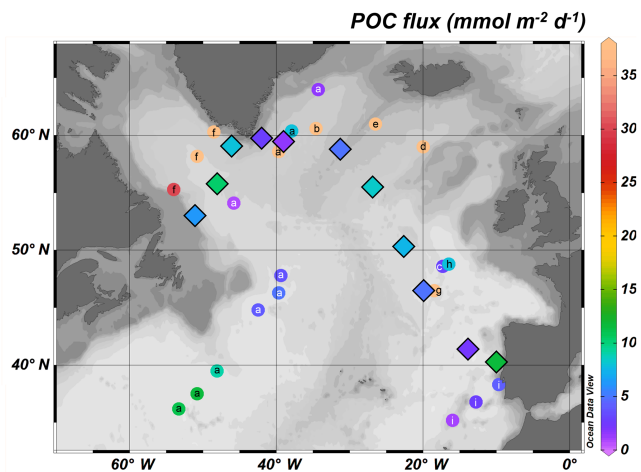 POC flux (mmol m⁻² d⁻¹)
35
a
60° N
f
a
b
e
a
d
30
f
f
a
25
50° N
c
h
a
a
g
20
a
15
40° N
a
i
10
a
i
a
i
5
Ocean Data View
0
60° W
40° W
20° W
0°